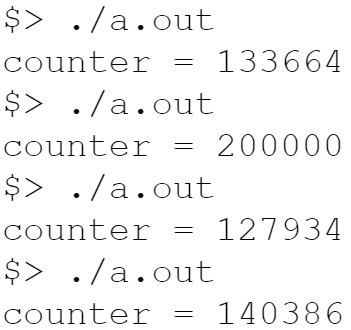 $> ./a.out
counter = 133664
$> ./a.out
counter = 200000
$> ./a.out
counter = 127934
$> ./a.out
counter = 140386